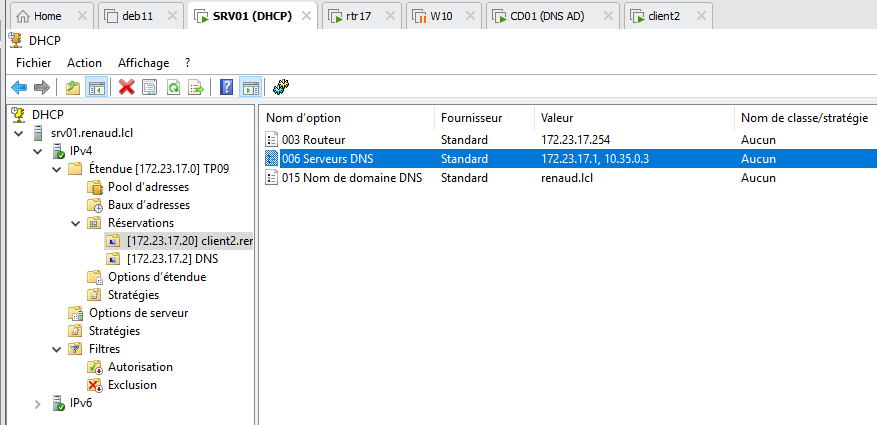 Home deb11 SRV01 (DHCP) rtr17 W10 CD01 (DNS AD) client2
DHCP
Fichier Action Affichage ?
DHCP
srv01.renaud.lcl
IPv4
Étendue [172.23.17.0] TP09
Pool d'adresses
Baux d'adresses
Réservations
[172.23.17.20] client2.ren
[172.23.17.2] DNS
Options d'étendue
Stratégies
Options de serveur
Stratégies
Filtres
Autorisation
Exclusion
IPv6
Nom d'option Fournisseur Valeur Nom de classe/stratégie
003 Routeur Standard 172.23.17.254 Aucun
006 Serveurs DNS Standard 172.23.17.1, 10.35.0.3 Aucun
015 Nom de domaine DNS Standard renaud.lcl Aucun